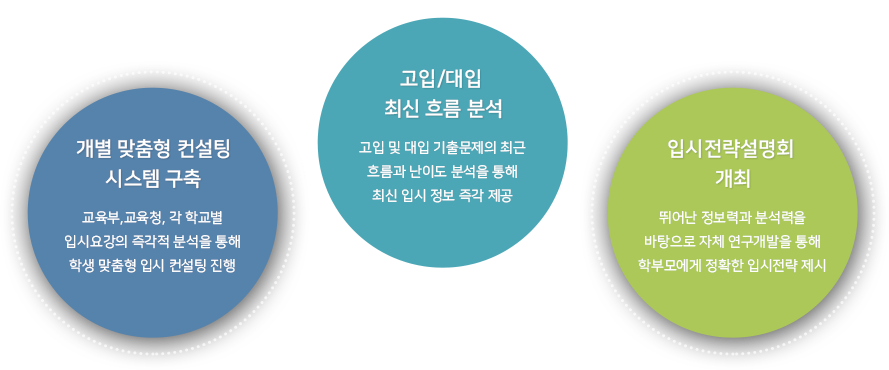 개별 맞춤형 컨설팅
시스템 구축
교육부,교육청, 각 학교별
입시요강의 즉각적 분석을 통해
학생 맞춤형 입시 컨설팅 진행
고입/대입
최신 흐름 분석
고입 및 대입 기출문제의 최근
흐름과 난이도 분석을 통해
최신 입시 정보 즉각 제공
입시전략설명회
개최
뛰어난 정보력과 분석력을
바탕으로 자체 연구개발을 통해
학부모에게 정확한 입시전략 제시